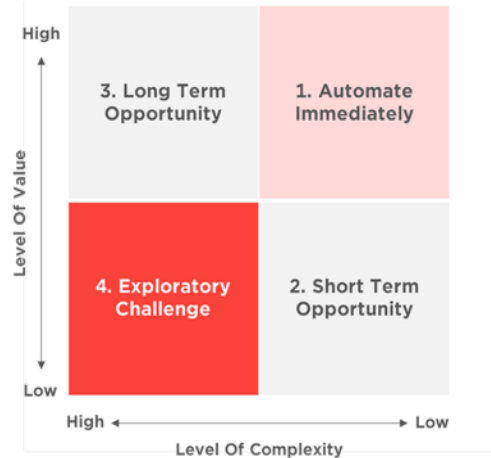 High
3. Long Term
Opportunity
1. Automate
Immediately
Level Of Value
4. Exploratory
Challenge
2. Short Term
Opportunity
Low
High
Low
Level Of Complexity